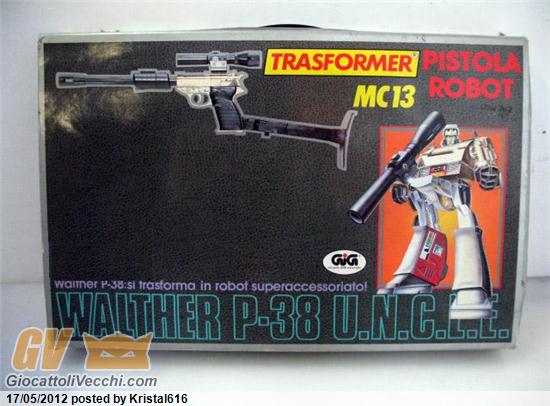 TRASFORMER
PISTOLA
ROBOT
MC13
GiGi
Walther P-38: si trasforma in robot superaccessoriato!
WALTHER P-38 U.N.C.L.E.
GV
GiocattoliVecchi.com
17/05/2012 posted by Kristal616